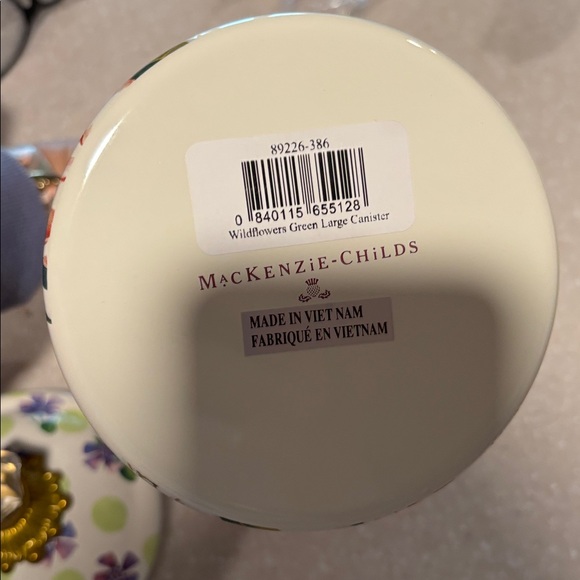 89226-386
0 840115 655128
Wildflowers Green Large Canister
MACKENZiE-CHiLDS
MADE IN VIET NAM
FABRIQUÉ EN VIETNAM